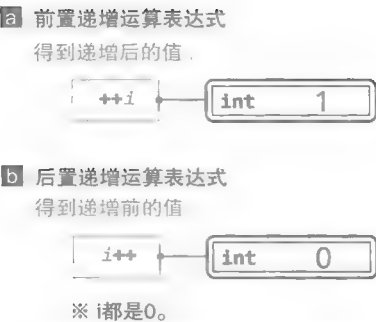 a 前置递增运算表达式
得到递增后的值.
++i int 1
b 后置递增运算表达式
得到递增前的值
i++ int 0
※ i都是0。